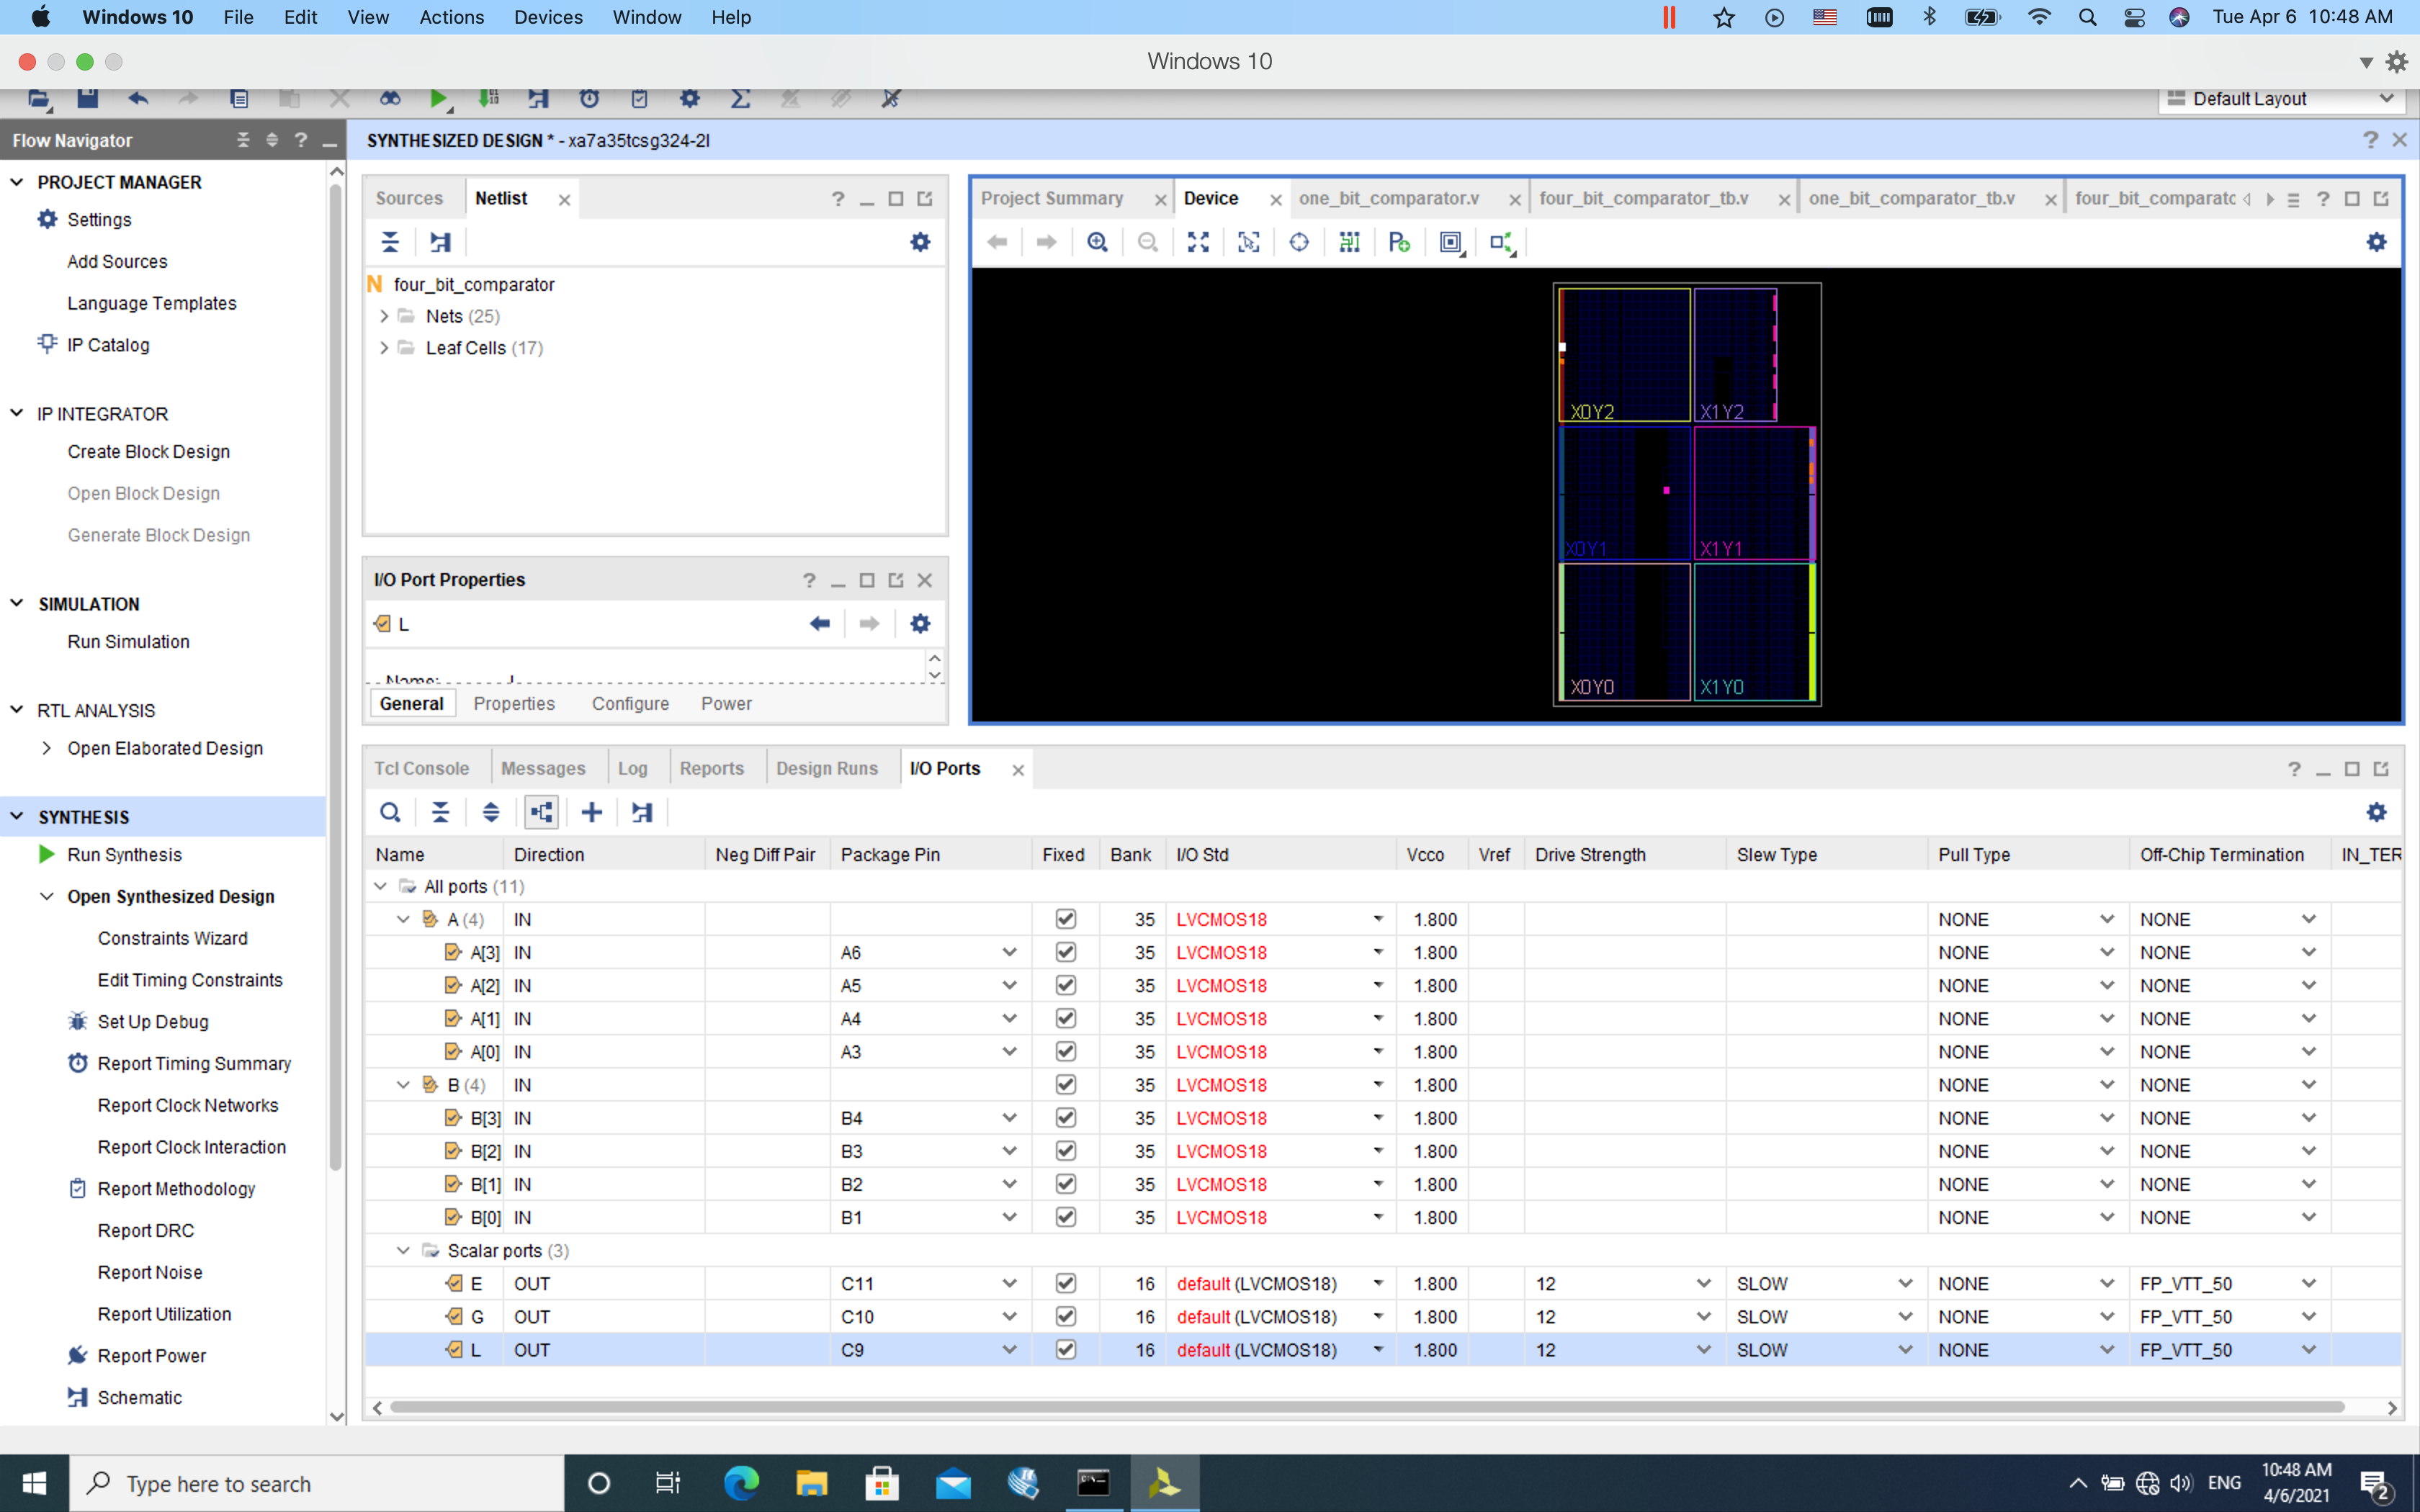 Windows 10 File Edit View Actions Devices Window Help Tue Apr 6 10:48 AM
Windows 10
Default Layout
Flow Navigator ? SYNTHESIZED DESIGN * - xa7a35tcsg324-2I ?
PROJECT MANAGER
Settings
Add Sources
Language Templates
IP Catalog
IP INTEGRATOR
Create Block Design
Open Block Design
Generate Block Design
SIMULATION
Run Simulation
RTL ANALYSIS
Open Elaborated Design
SYNTHESIS
Run Synthesis
Open Synthesized Design
Constraints Wizard
Edit Timing Constraints
Set Up Debug
Report Timing Summary
Report Clock Networks
Report Clock Interaction
Report Methodology
Report DRC
Report Noise
Report Utilization
Report Power
Schematic
Sources Netlist ?
N four_bit_comparator
Nets (25)
Leaf Cells (17)
I/O Port Properties ?
L
Name: L
General Properties Configure Power
Project Summary Device one_bit_comparator.v four_bit_comparator_tb.v one_bit_comparator_tb.v four_bit_comparatc ?
X0Y2 X1Y2
X0Y1 X1Y1
X0Y0 X1Y0
Tcl Console Messages Log Reports Design Runs I/O Ports ?
Name Direction Neg Diff Pair Package Pin Fixed Bank I/O Std Vcco Vref Drive Strength Slew Type Pull Type Off-Chip Termination IN_TER
All ports (11)
A (4) IN 35 LVCMOS18 1.800 NONE NONE
A[3] IN A6 35 LVCMOS18 1.800 NONE NONE
A[2] IN A5 35 LVCMOS18 1.800 NONE NONE
A[1] IN A4 35 LVCMOS18 1.800 NONE NONE
A[0] IN A3 35 LVCMOS18 1.800 NONE NONE
B (4) IN 35 LVCMOS18 1.800 NONE NONE
B[3] IN B4 35 LVCMOS18 1.800 NONE NONE
B[2] IN B3 35 LVCMOS18 1.800 NONE NONE
B[1] IN B2 35 LVCMOS18 1.800 NONE NONE
B[0] IN B1 35 LVCMOS18 1.800 NONE NONE
Scalar ports (3)
E OUT C11 16 default (LVCMOS18) 1.800 12 SLOW NONE FP_VTT_50
G OUT C10 16 default (LVCMOS18) 1.800 12 SLOW NONE FP_VTT_50
L OUT C9 16 default (LVCMOS18) 1.800 12 SLOW NONE FP_VTT_50
Type here to search ENG 10:48 AM
4/6/2021 2